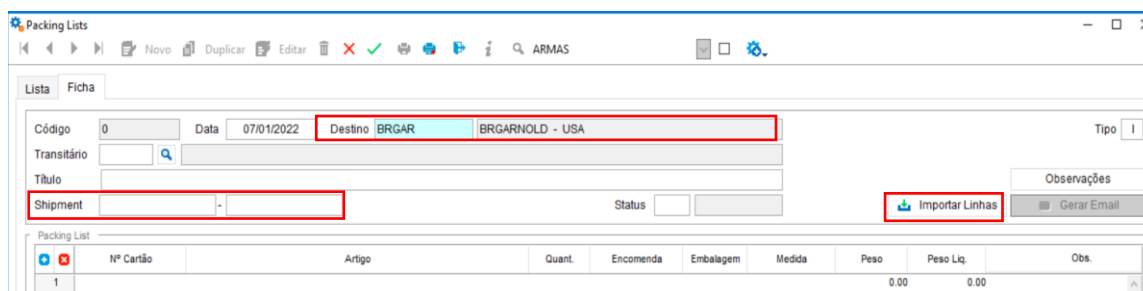 Packing Lists
Novo Duplicar Editar ARMAS
Lista Ficha
Código 0 Data 07/01/2022 Destino BRGAR BRGARNOLD - USA Tipo I
Transitário
Título Observações
Shipment - Status Importar Linhas Gerar Email
Packing List
Nº Cartão Artigo Quant. Encomenda Embalagem Medida Peso Peso Liq. Obs.
1 0.00 0.00